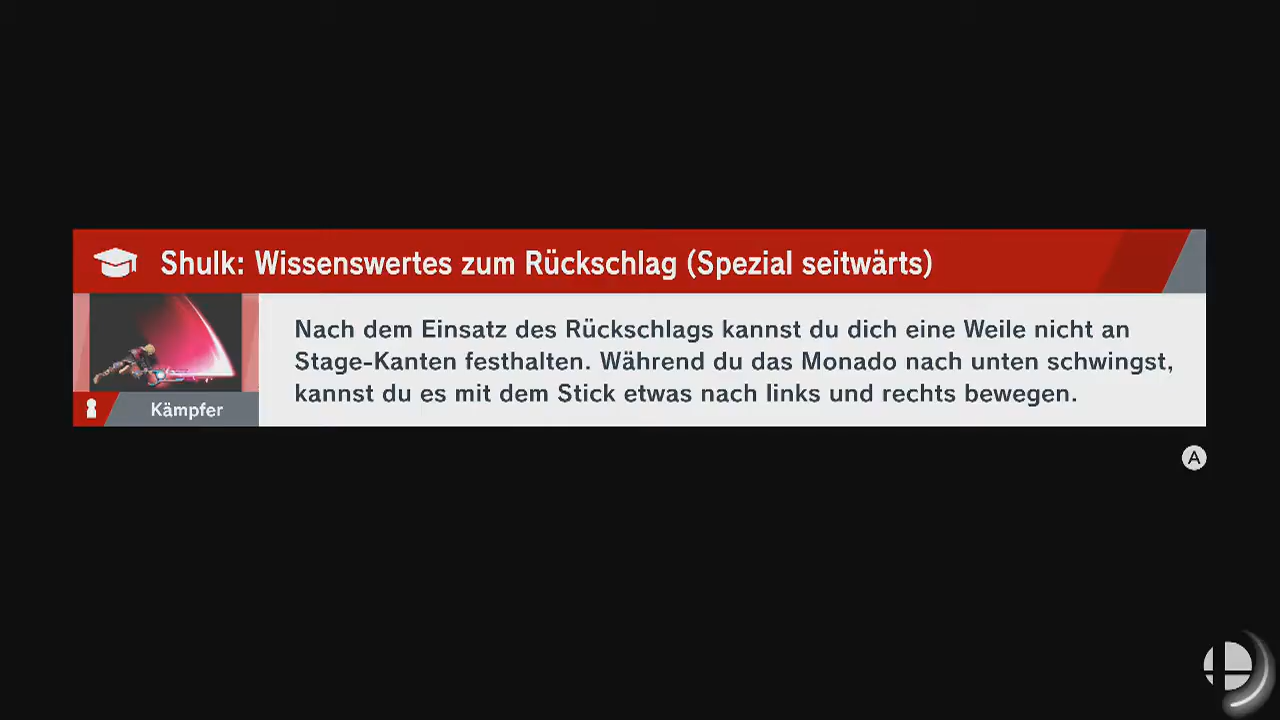 Shulk: Wissenswertes zum Rückschlag (Spezial seitwärts)
Nach dem Einsatz des Rückschlags kannst du dich eine Weile nicht an
Stage-Kanten festhalten. Während du das Monado nach unten schwingst,
kannst du es mit dem Stick etwas nach links und rechts bewegen.
Kämpfer
A